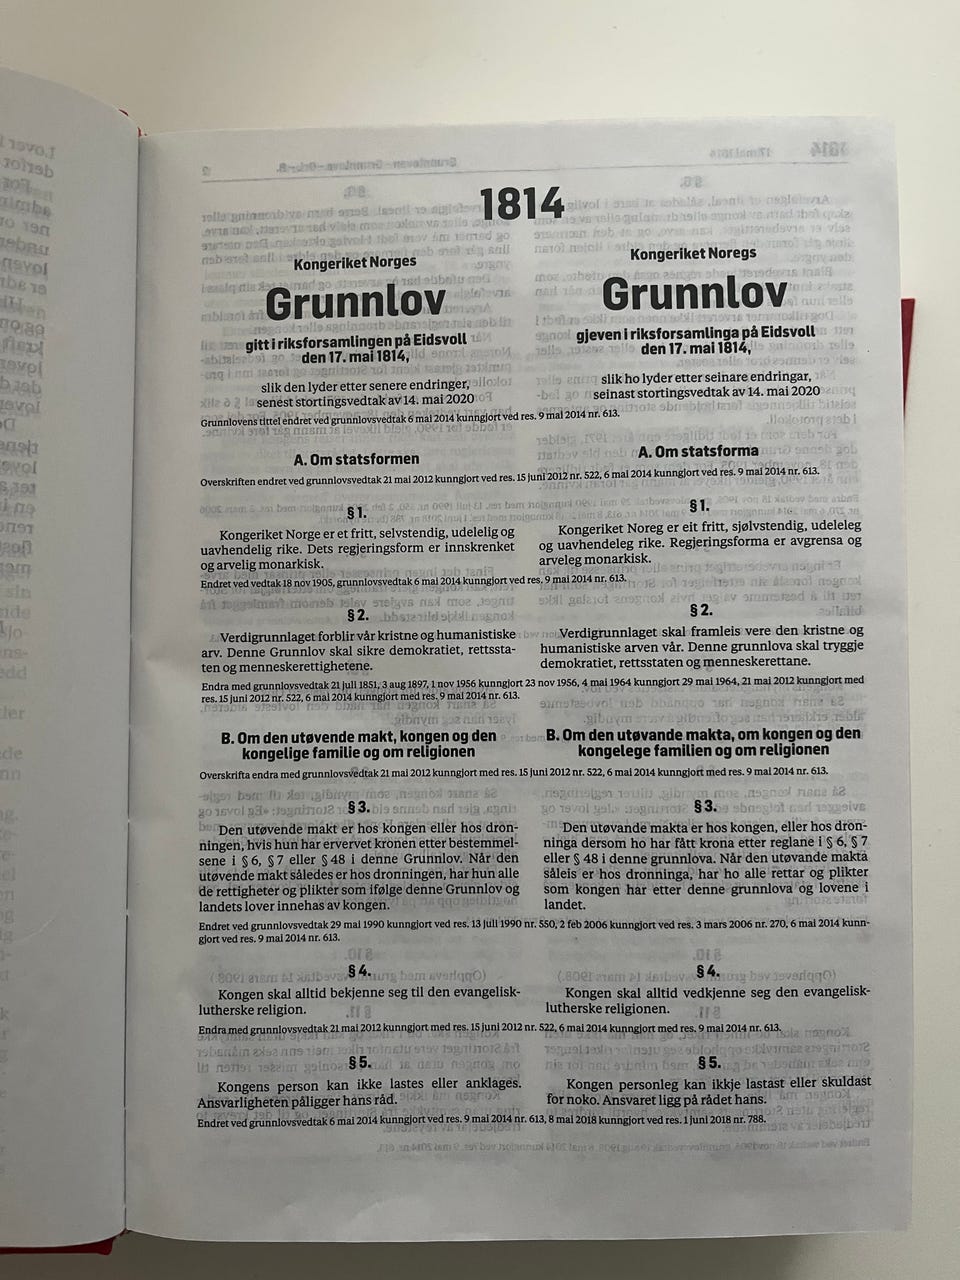 1814
Kongeriket Norges
Grunnlov
gitt i riksforsamlingen på Eidsvoll
den 17. mai 1814,
slik den lyder etter senere endringer,
senest stortingsvedtak av 14. mai 2020
Kongeriket Noregs
Grunnlov
gjeven i riksforsamlinga på Eidsvoll
den 17. mai 1814,
slik ho lyder etter seinare endringar,
seinast stortingsvedtak av 14. mai 2020
Grunnlovens tittel endret ved grunnlovsvedtak 6 mai 2014 kunngjort ved res. 9 mai 2014 nr. 613.
A. Om statsformen
A. Om statsforma
Overskriften endret ved grunnlovsvedtak 21 mai 2012 kunngjort ved res. 15 juni 2012 nr. 522, 6 mai 2014 kunngjort ved res. 9 mai 2014 nr. 613.
§ 1.
Kongeriket Norge er et fritt, selvstendig, udelelig og
uavhendelig rike. Dets regjeringsform er innskrenket
og arvelig monarkisk.
§ 1.
Kongeriket Noreg er eit fritt, sjølvstendig, udeleleg
og uavhendeleg rike. Regjeringsforma er avgrensa og
arveleg monarkisk.
Endret ved vedtak 18 nov 1905, grunnlovsvedtak 6 mai 2014 kunngjort ved res. 9 mai 2014 nr. 613.
§ 2.
Verdigrunnlaget forblir vår kristne og humanistiske
arv. Denne Grunnlov skal sikre demokratiet, rettssta-
ten og menneskerettighetene.
§ 2.
Verdigrunnlaget skal framleis vere den kristne og
humanistiske arven vår. Denne grunnlova skal tryggje
demokratiet, rettsstaten og menneskerettane.
Endra med grunnlovsvedtak 21 juli 1851, 3 aug 1897, 1 nov 1956 kunngjort 23 nov 1956, 4 mai 1964 kunngjort 29 mai 1964, 21 mai 2012 kunngjort med
res. 15 juni 2012 nr. 522, 6 mai 2014 kunngjort med res. 9 mai 2014 nr. 613.
B. Om den utøvende makt, kongen og den
kongelige familie og om religionen
B. Om den utøvande makta, om kongen og den
kongelege familien og om religionen
Overskrifta endra med grunnlovsvedtak 21 mai 2012 kunngjort med res. 15 juni 2012 nr. 522, 6 mai 2014 kunngjort med res. 9 mai 2014 nr. 613.
§ 3.
Den utøvende makt er hos kongen eller hos dron-
ningen, hvis hun har ervervet kronen etter bestemmel-
sene i § 6, § 7 eller § 48 i denne Grunnlov. Når den
utøvende makt således er hos dronningen, har hun alle
de rettigheter og plikter som ifølge denne Grunnlov og
landets lover innehas av kongen.
§ 3.
Den utøvande makta er hos kongen, eller hos dron-
ninga dersom ho har fått krona etter reglane i § 6, § 7
eller § 48 i denne grunnlova. Når den utøvande makta
såleis er hos dronninga, har ho alle rettar og plikter
som kongen har etter denne grunnlova og lovene i
landet.
Endret ved grunnlovsvedtak 29 mai 1990 kunngjort ved res. 13 juli 1990 nr. 550, 2 feb 2006 kunngjort ved res. 3 mars 2006 nr. 270, 6 mai 2014 kunn-
gjort ved res. 9 mai 2014 nr. 613.
§ 4.
Kongen skal alltid bekjenne seg til den evangelisk-
lutherske religion.
§ 4.
Kongen skal alltid vedkjenne seg den evangelisk-
lutherske religionen.
Endra med grunnlovsvedtak 21 mai 2012 kunngjort med res. 15 juni 2012 nr. 522, 6 mai 2014 kunngjort med res. 9 mai 2014 nr. 613.
§ 5.
Kongens person kan ikke lastes eller anklages.
Ansvarligheten påligger hans råd.
§ 5.
Kongen personleg kan ikkje lastast eller skuldast
for noko. Ansvaret ligg på rådet hans.
Endret ved grunnlovsvedtak 6 mai 2014 kunngjort ved res. 9 mai 2014 nr. 613, 8 mai 2018 kunngjort ved res. 1 juni 2018 nr. 788.